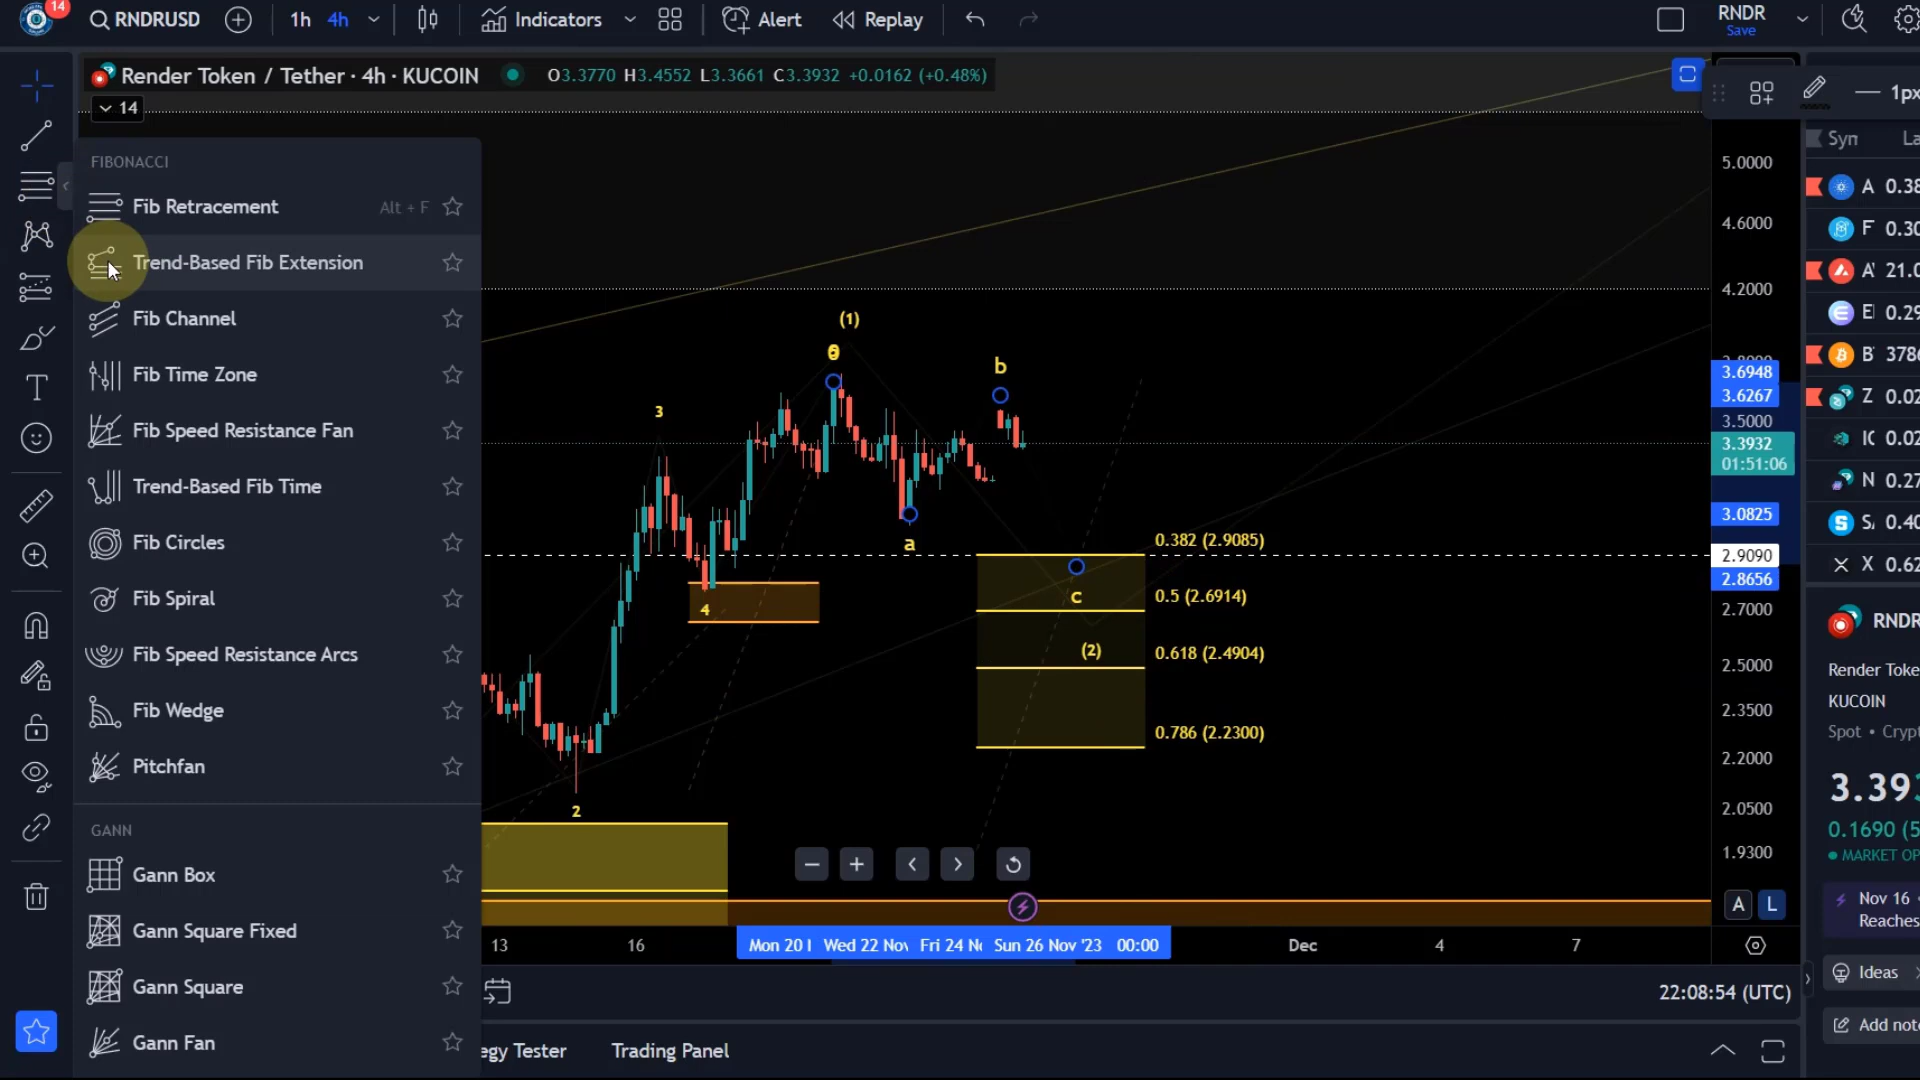 14
RNDRUSD
1h 4h
Indicators
Alert
Replay
RNDR
Save
Render Token / Tether · 4h · KUCOIN
O3.3770 H3.4552 L3.3661 C3.3932 +0.0162 (+0.48%)
14
1px
FIBONACCI
Fib Retracement Alt + F
Trend-Based Fib Extension
Fib Channel
Fib Time Zone
Fib Speed Resistance Fan
Trend-Based Fib Time
Fib Circles
Fib Spiral
Fib Speed Resistance Arcs
Fib Wedge
Pitchfan
GANN
Gann Box
Gann Square Fixed
Gann Square
Gann Fan
(1)
3
b
a
4
c
(2)
2
0.382 (2.9085)
0.5 (2.6914)
0.618 (2.4904)
0.786 (2.2300)
5.0000
4.6000
4.2000
3.6948
3.6267
3.5000
3.3932
01:51:06
3.0825
2.9090
2.8656
2.7000
2.5000
2.3500
2.2000
2.0500
1.9300
A L
13
16
Mon 20
Wed 22 Nov
Fri 24 N
Sun 26 Nov '23 00:00
Dec
4
7
22:08:54 (UTC)
egy Tester
Trading Panel
Sym
La
A 0.38
F 0.30
A 21.0
E 0.29
B 3786
Z 0.02
IC 0.02
N 0.27
S 0.40
X 0.62
RNDR
Render Toke
KUCOIN
Spot • Cryp
3.393
0.1690 (5
MARKET OP
Nov 16
Reaches
Ideas
Add note